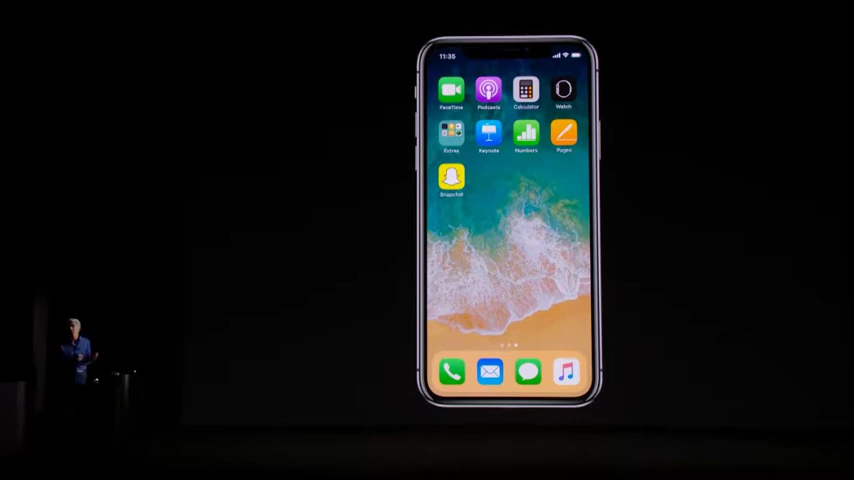 11:35
FaceTime Podcasts Calculator Watch
Extras Keynote Numbers Pages
Snapchat